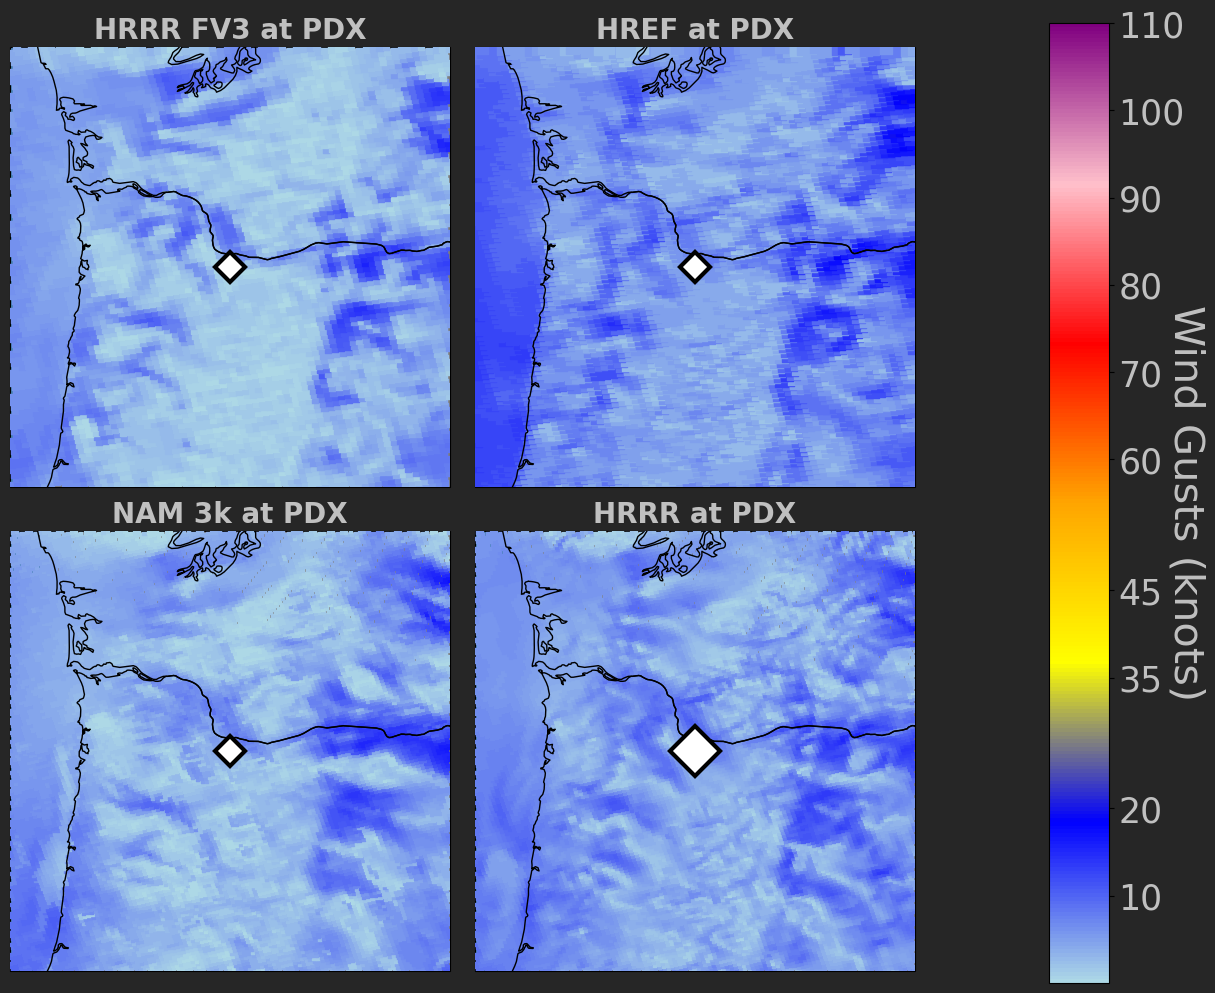 HRRR FV3 at PDX
HREF at PDX
NAM 3k at PDX
HRRR at PDX
110
100
90
80
70
60
45
35
20
10
Wind Gusts (knots)